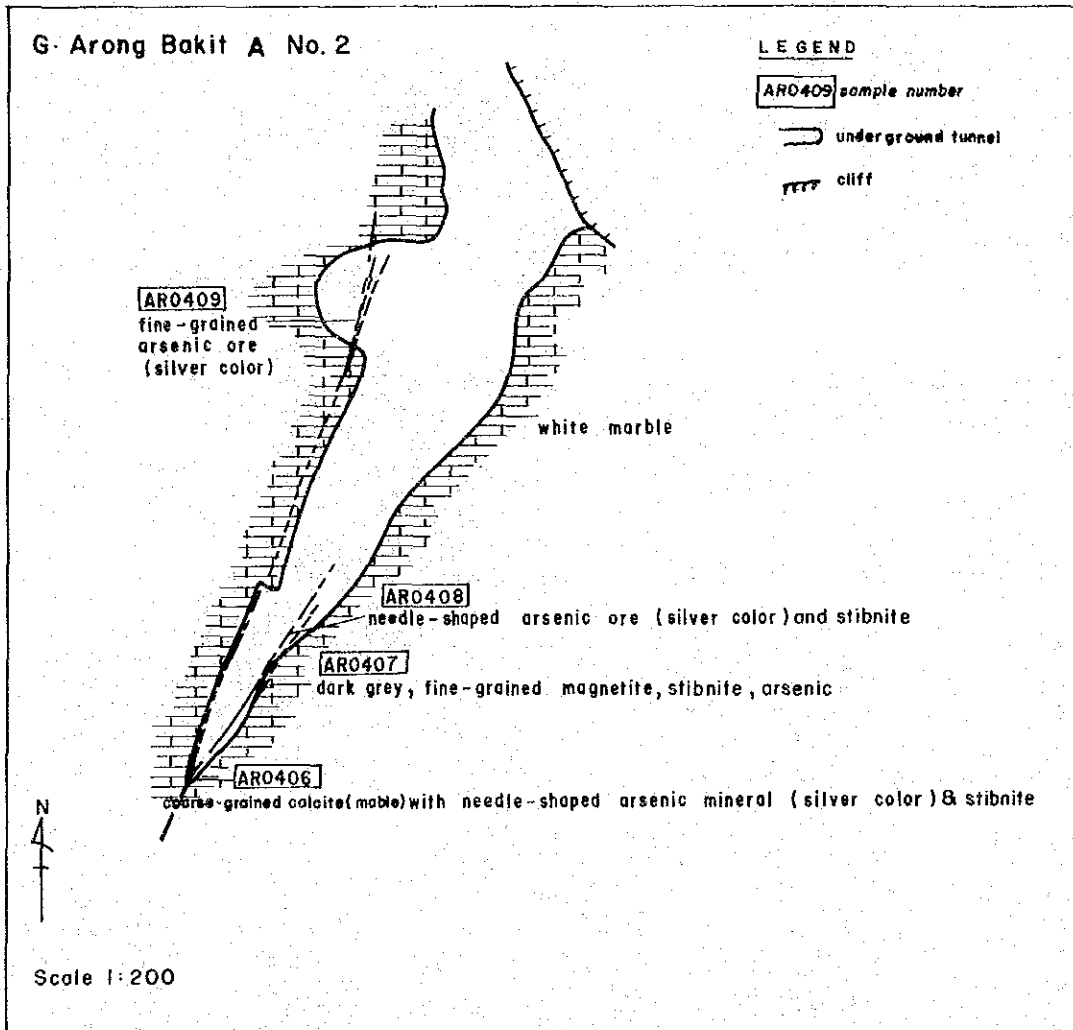 G. Arong Bakit A No. 2
LEGEND
AR0409 sample number
underground tunnel
cliff
AR0409
fine-grained
arsenic ore
(silver color)
white marble
AR0408
needle-shaped arsenic ore (silver color) and stibnite
AR0407
dark grey, fine-grained magnetite, stibnite, arsenic
AR0406
coarse-grained calcite(mable) with needle-shaped arsenic mineral (silver color) & stibnite
N
Scale 1:200